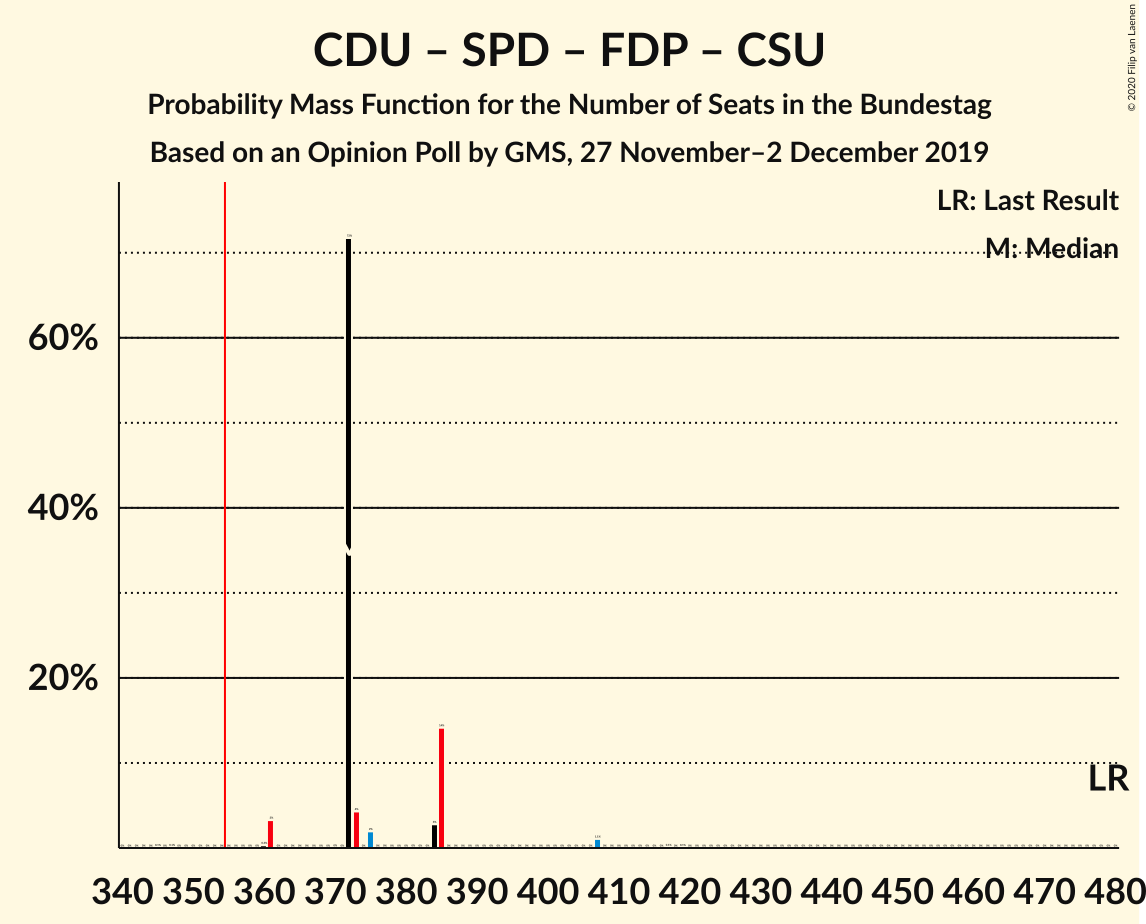 CDU – SPD – FDP – CSU
Probability Mass Function for the Number of Seats in the Bundestag
Based on an Opinion Poll by GMS, 27 November–2 December 2019
© 2020 Filip van Laenen
LR: Last Result
M: Median
60%
40%
20%
LR
340 350 360 370 380 390 400 410 420 430 440 450 460 470 480